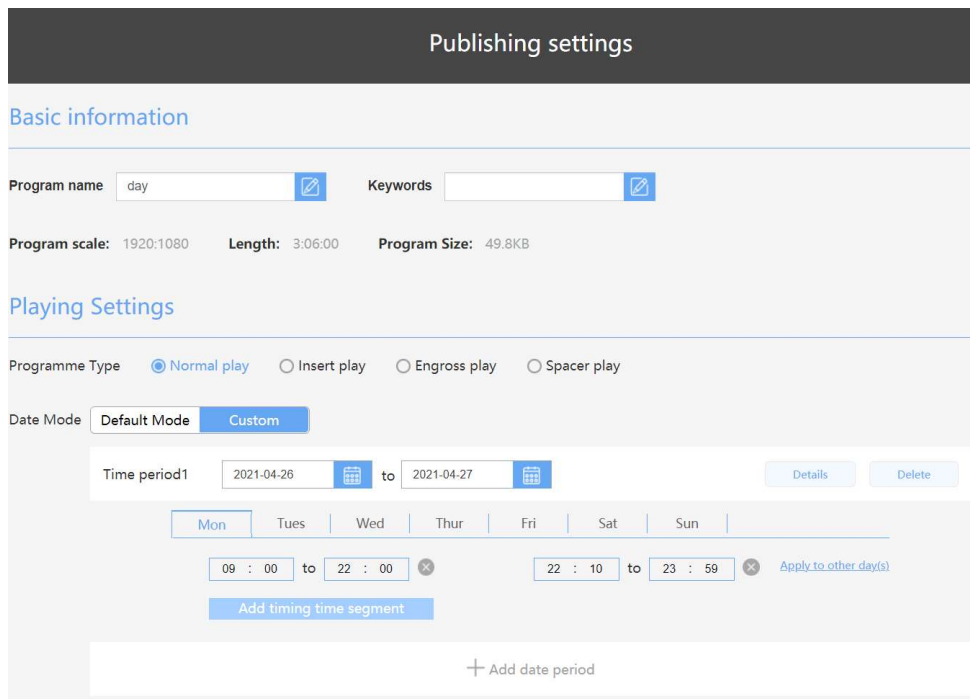 Publishing settings
Basic information
Program name day Keywords
Program scale: 1920:1080 Length: 3:06:00 Program Size: 49.8KB
Playing Settings
Programme Type Normal play Insert play Engross play Spacer play
Date Mode Default Mode Custom
Time period1 2021-04-26 to 2021-04-27 Details Delete
Mon Tues Wed Thur Fri Sat Sun
09 : 00 to 22 : 00 22 : 10 to 23 : 59 Apply to other day(s)
Add timing time segment
Add date period